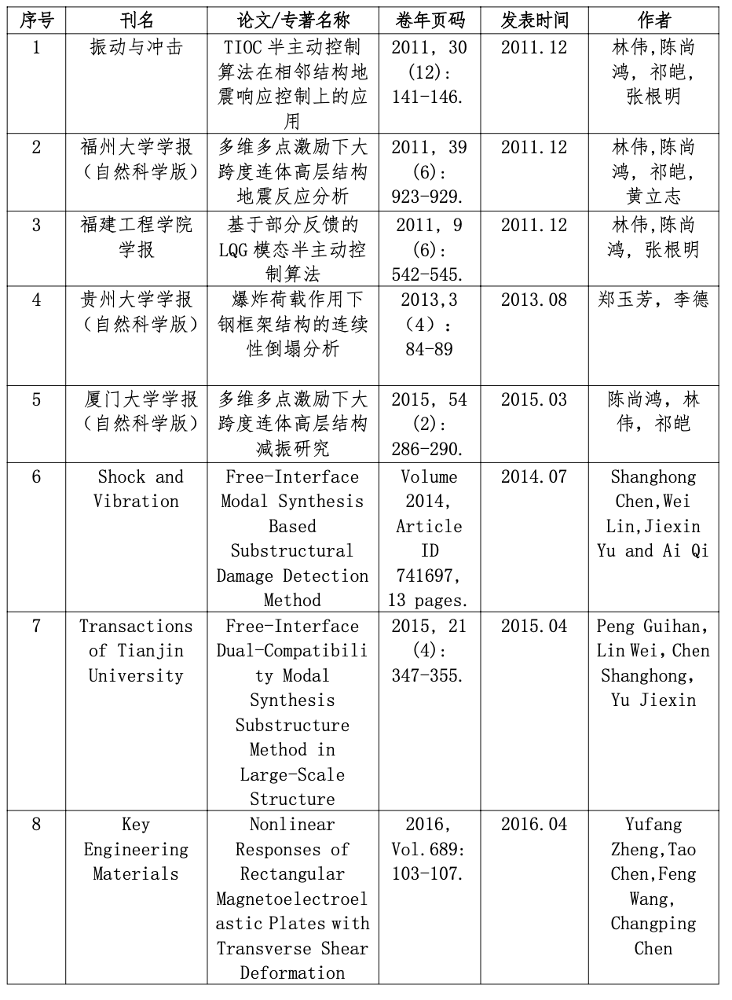 序号 刊名 论文/专著名称 卷年页码 发表时间 作者
1 振动与冲击 TIOC 半主动控制 2011, 30 2011.12 林伟,陈尚
算法在相邻结构地 (12): 鸿, 祁皑,
震响应控制上的应 141-146. 张根明
用
2 福州大学学报 多维多点激励下大 2011, 39 2011.12 林伟,陈尚
（自然科学版） 跨度连体高层结构 (6): 鸿, 祁皑,
地震反应分析 923-929. 黄立志
3 福建工程学院 基于部分反馈的 2011, 9 2011.12 林伟,陈尚
学报 LQG 模态半主动控 (6): 鸿, 张根明
制算法 542-545.
4 贵州大学学报 爆炸荷载作用下 2013,3 2013.08 郑玉芳, 李德
（自然科学版） 钢框架结构的连续 （4）:
性倒塌分析 84-89
5 厦门大学学报 多维多点激励下大 2015, 54 2015.03 陈尚鸿, 林
（自然科学版） 跨度连体高层结构 (2): 伟, 祁皑
减振研究 286-290.
6 Shock and Free-Interface Volume 2014.07 Shanghong
Vibration Modal Synthesis 2014, Chen,Wei
Based Article Lin,Jiexin
Substructural ID Yu and Ai Qi
Damage Detection 741697,
Method 13 pages.
7 Transactions Free-Interface 2015, 21 2015.04 Peng Guihan,
of Tianjin Dual-Compatibili (4): Lin Wei, Chen
University ty Modal 347-355. Shanghong,
Synthesis Yu Jiexin
Substructure
Method in
Large-Scale
Structure
8 Key Nonlinear 2016, 2016.04 Yufang
Engineering Responses of Vol.689: Zheng,Tao
Materials Rectangular 103-107. Chen,Feng
Magnetoelectroel Wang,
astic Plates with Changping
Transverse Shear Chen
Deformation